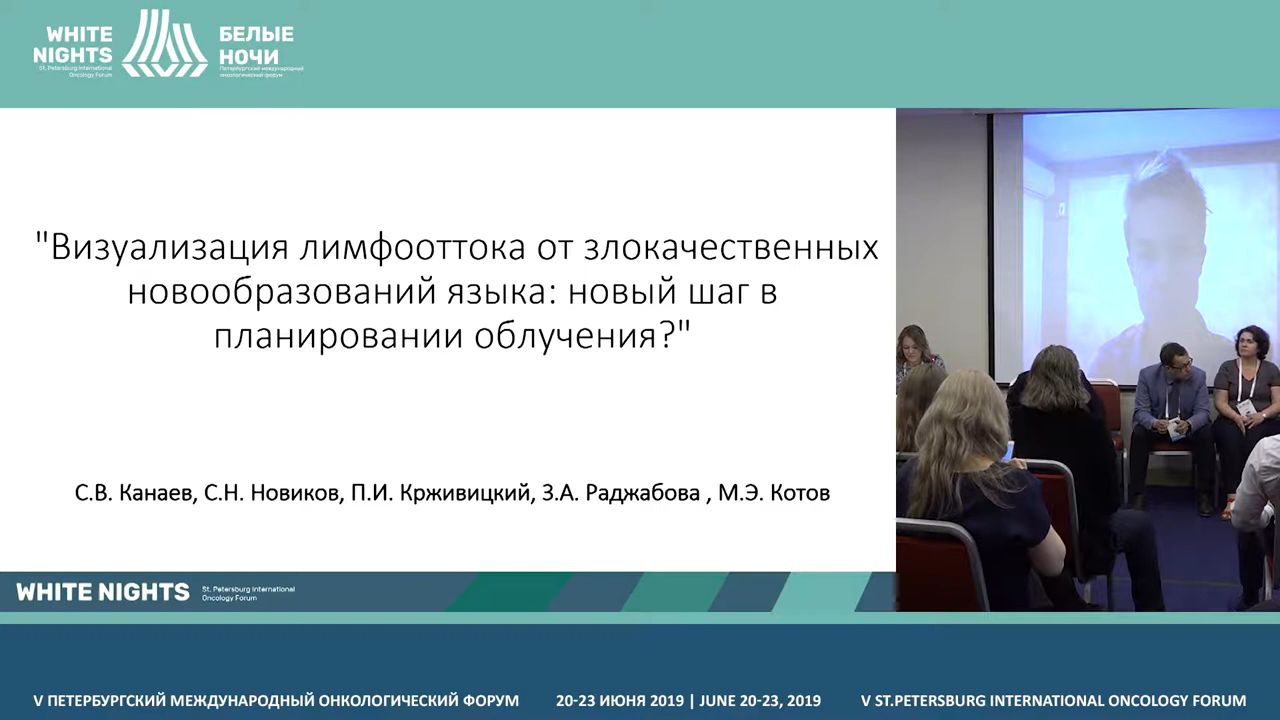 WHITE
NIGHTS
St. Petersburg International
Oncology Forum
БЕЛЫЕ
НОЧИ
Петербургский международный
онкологический форум
"Визуализация лимфооттока от злокачественных
новообразований языка: новый шаг в
планировании облучения?"
С.В. Канаев, С.Н. Новиков, П.И. Крживицкий, З.А. Раджабова , М.Э. Котов
WHITE NIGHTS
St. Petersburg International
Oncology Forum
V ПЕТЕРБУРГСКИЙ МЕЖДУНАРОДНЫЙ ОНКОЛОГИЧЕСКИЙ ФОРУМ
20-23 ИЮНЯ 2019 | JUNE 20-23, 2019
V ST.PETERSBURG INTERNATIONAL ONCOLOGY FORUM